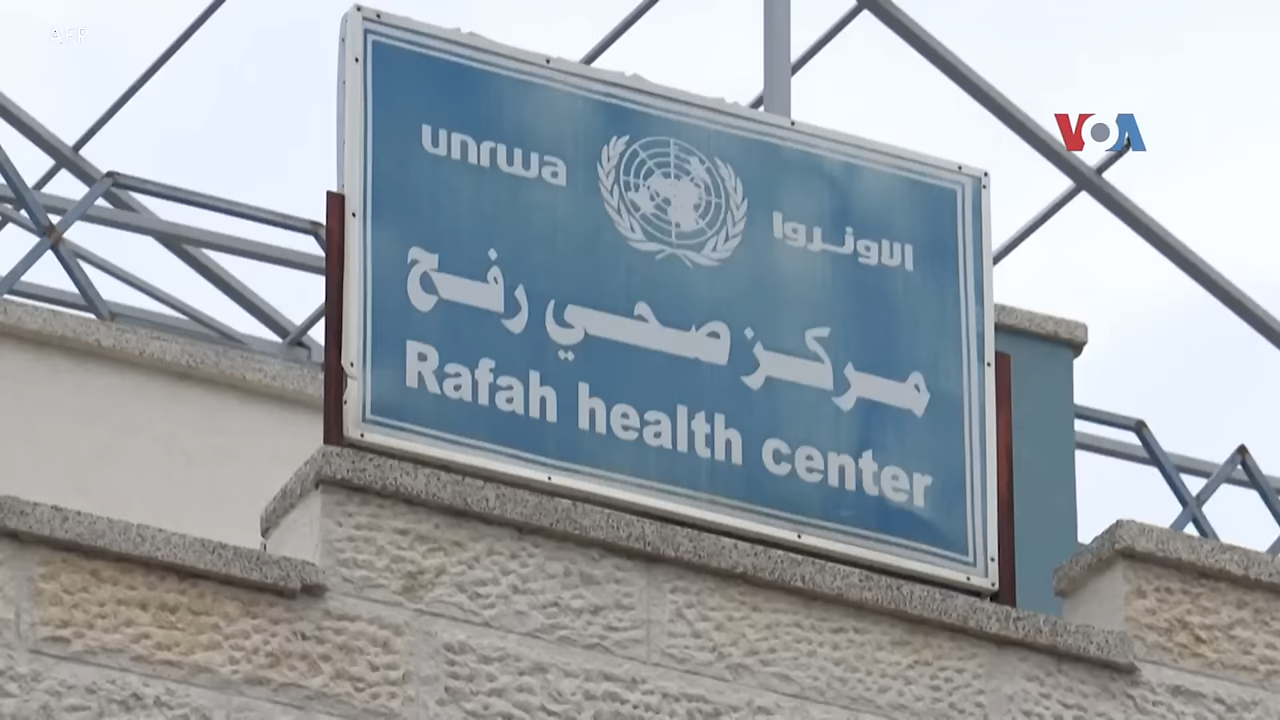 AFP
VOA
unrwa
الاونروا
مركز صحي رفح
Rafah health center